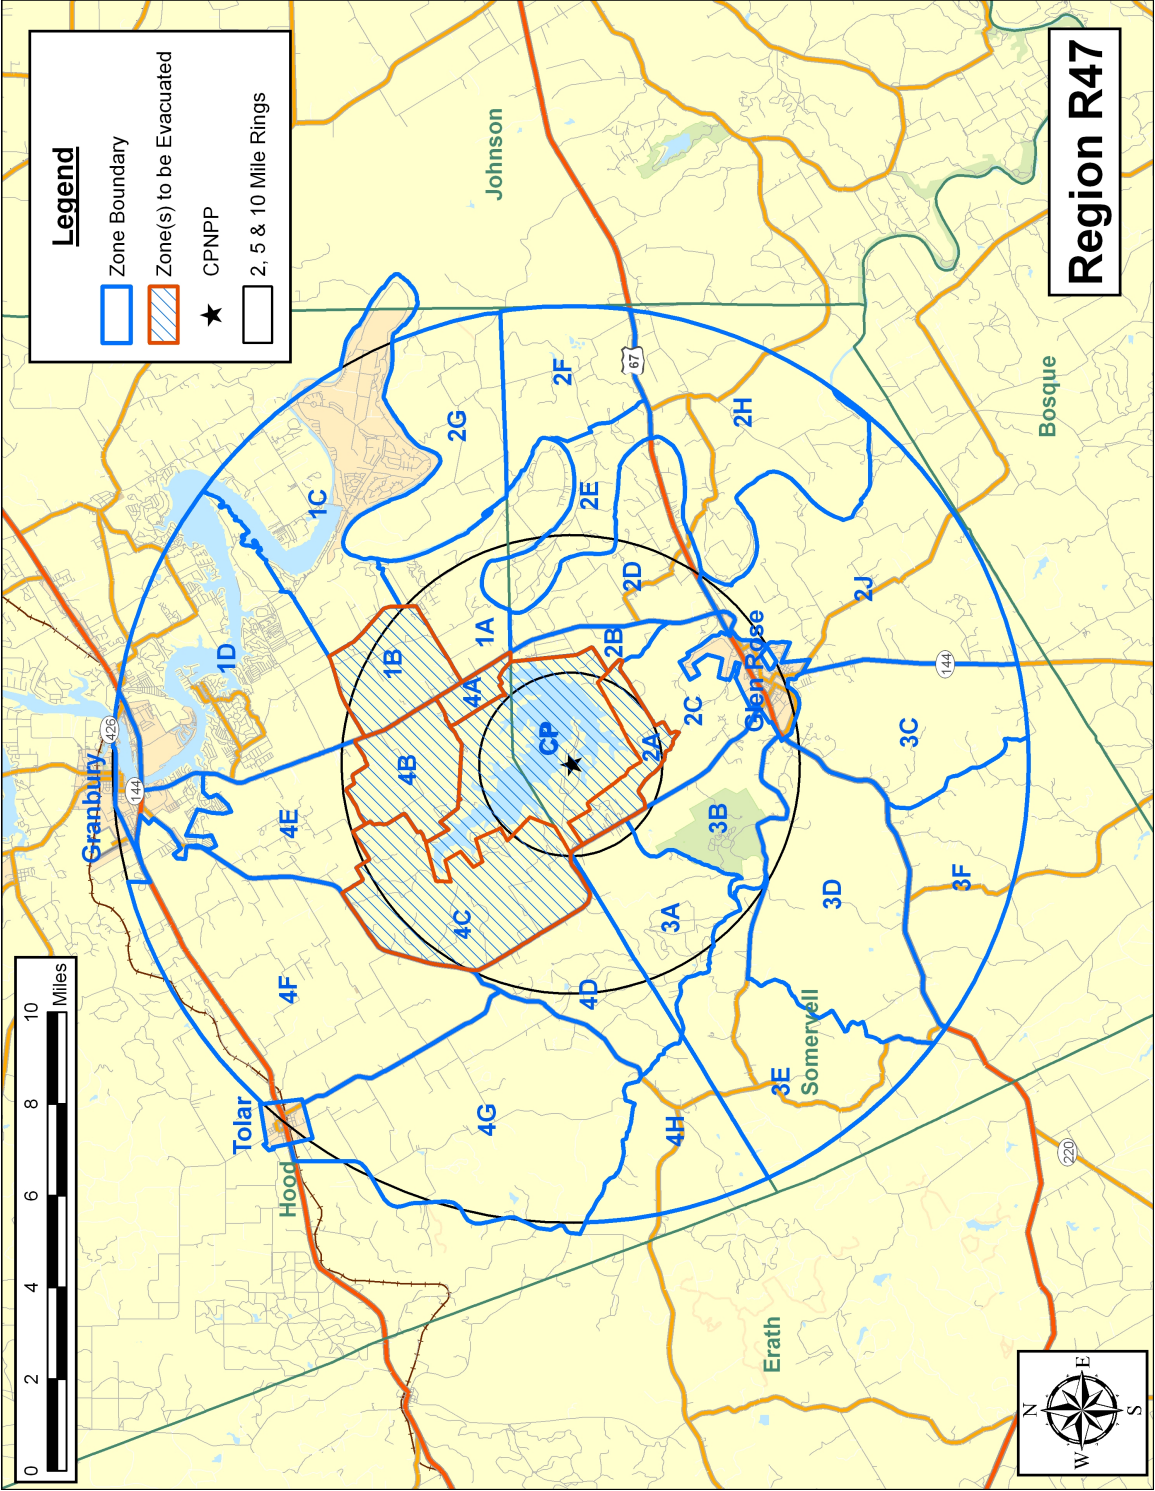 Legend
Zone Boundary
Zone(s) to be Evacuated
CPNPP
2, 5 & 10 Mile Rings
Region R47
0 2 4 6 8 10
Miles
N
W E
S
Granbury
Tolar
Glen Rose
Hood
Somervell
Erath
Bosque
Johnson
426
144
67
144
220
CP
1A
1B
1C
1D
2A
2B
2C
2D
2E
2F
2G
2H
2J
3A
3B
3C
3D
3E
3F
4A
4B
4C
4D
4E
4F
4G
4H